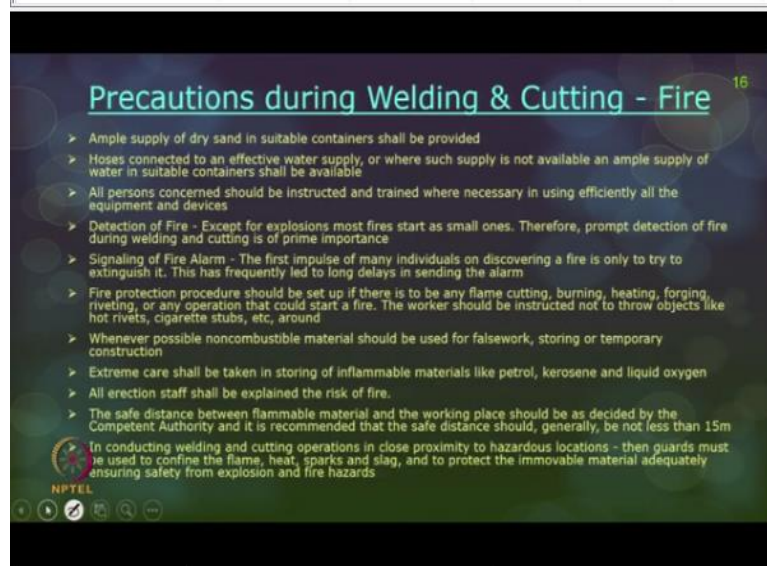 16
Precautions during Welding & Cutting - Fire
➤ Ample supply of dry sand in suitable containers shall be provided
➤ Hoses connected to an effective water supply, or where such supply is not available an ample supply of
water in suitable containers shall be available
➤ All persons concerned should be instructed and trained where necessary in using efficiently all the
equipment and devices
➤ Detection of Fire - Except for explosions most fires start as small ones. Therefore, prompt detection of fire
during welding and cutting is of prime importance
➤ Signaling of Fire Alarm - The first impulse of many individuals on discovering a fire is only to try to
extinguish it. This has frequently led to long delays in sending the alarm
➤ Fire protection procedure should be set up if there is to be any flame cutting, burning, heating, forging,
riveting, or any operation that could start a fire. The worker should be instructed not to throw objects like
hot rivets, cigarette stubs, etc, around
➤ Whenever possible noncombustible material should be used for falsework, storing or temporary
construction
➤ Extreme care shall be taken in storing of inflammable materials like petrol, kerosene and liquid oxygen
➤ All erection staff shall be explained the risk of fire.
➤ The safe distance between flammable material and the working place should be as decided by the
Competent Authority and it is recommended that the safe distance should, generally, be not less than 15m
In conducting welding and cutting operations in close proximity to hazardous locations - then guards must
be used to confine the flame, heat, sparks and slag, and to protect the immovable material adequately
ensuring safety from explosion and fire hazards
NPTEL